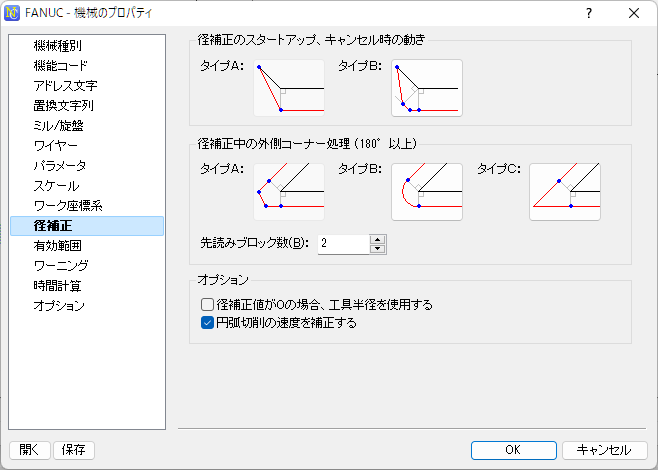 FANUC - 機械のプロパティ
機械種別
機能コード
アドレス文字
置換文字列
ミル/旋盤
ワイヤー
パラメータ
スケール
ワーク座標系
径補正
有効範囲
ワーニング
時間計算
オプション
径補正のスタートアップ、キャンセル時の動き
タイプA: タイプB:
径補正中の外側コーナー処理 (180°以上)
タイプA: タイプB: タイプC:
先読みブロック数(B): 2
オプション
径補正値が0の場合、工具半径を使用する
円弧切削の速度を補正する
開く 保存 OK キャンセル